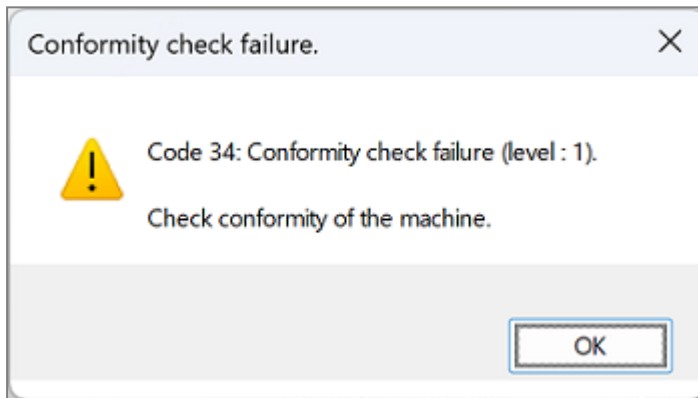 Conformity check failure.
Code 34: Conformity check failure (level : 1).
Check conformity of the machine.
OK